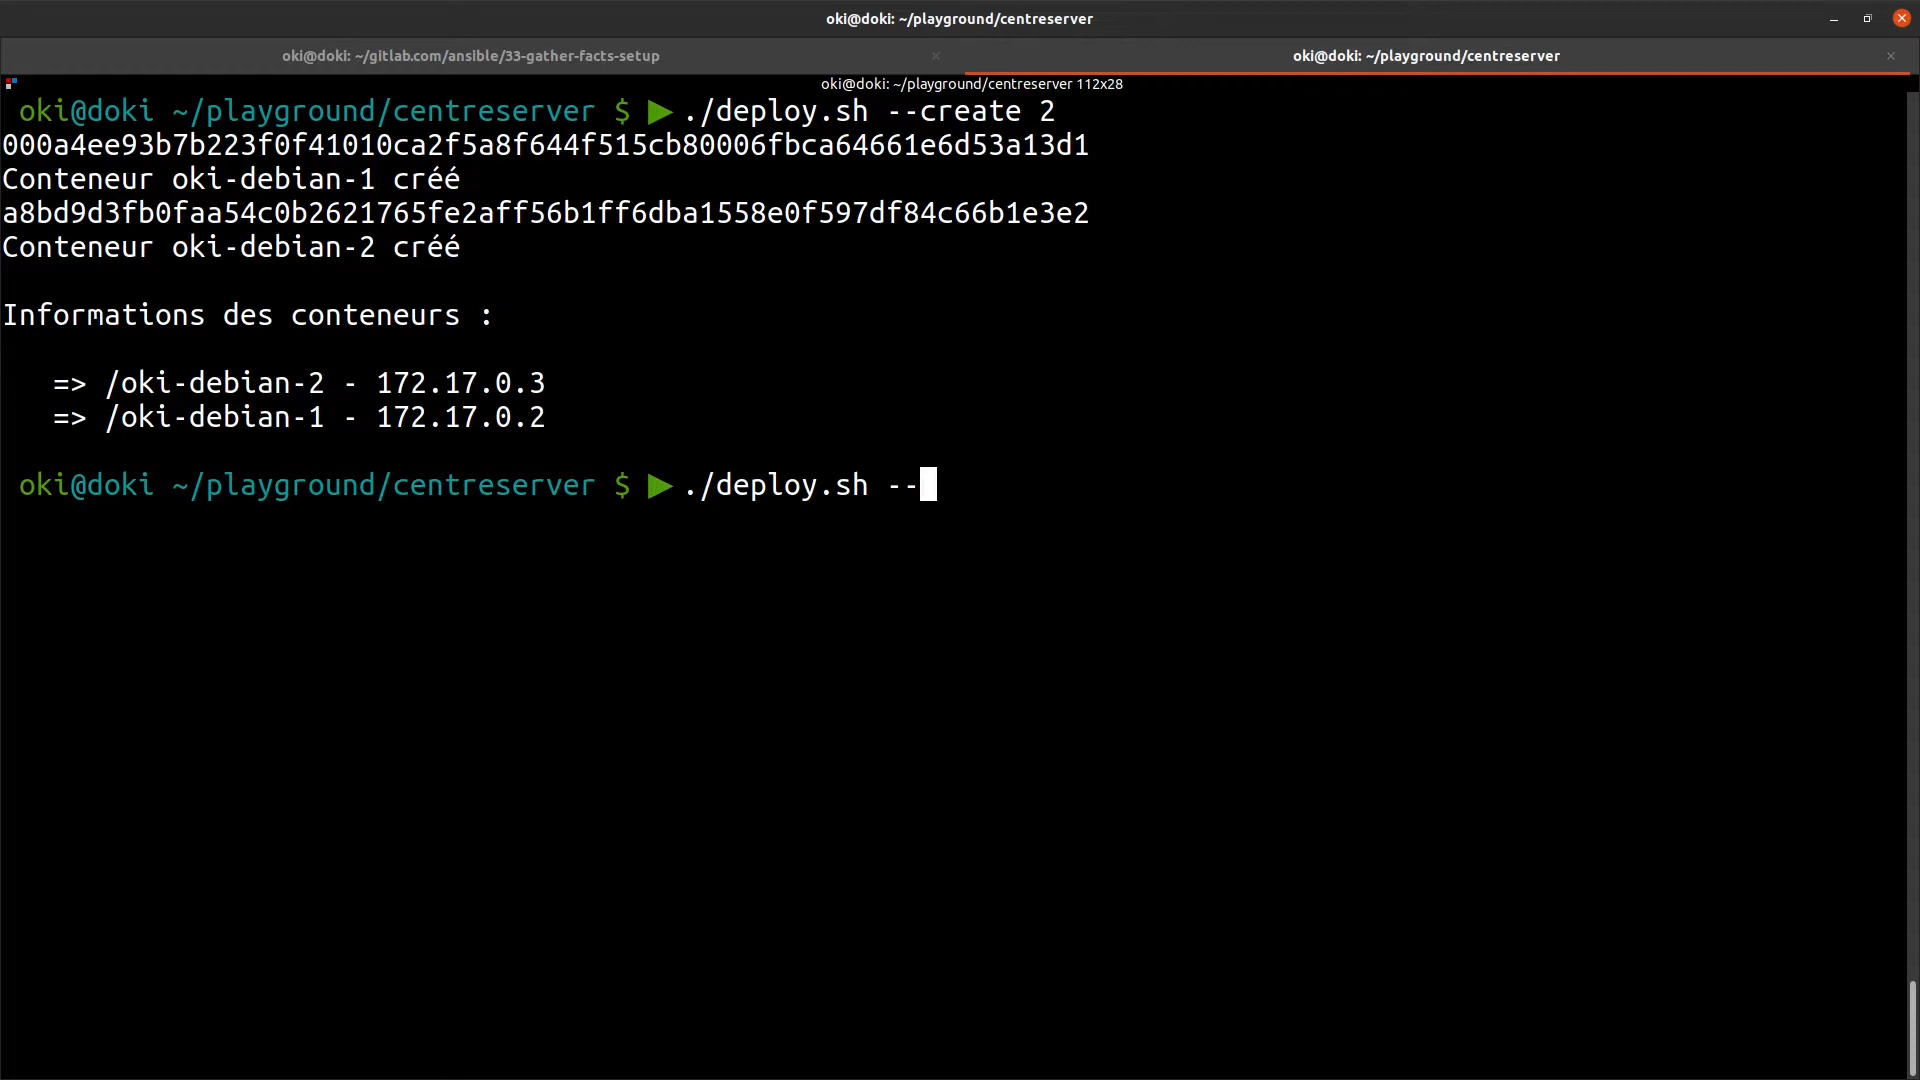 oki@doki: ~/playground/centreserver
oki@doki: ~/gitlab.com/ansible/33-gather-facts-setup
oki@doki: ~/playground/centreserver
oki@doki: ~/playground/centreserver 112x28
oki@doki ~/playground/centreserver $ ▶ ./deploy.sh --create 2
000a4ee93b7b223f0f41010ca2f5a8f644f515cb80006fbca64661e6d53a13d1
Conteneur oki-debian-1 créé
a8bd9d3fb0faa54c0b2621765fe2aff56b1ff6dba1558e0f597df84c66b1e3e2
Conteneur oki-debian-2 créé
Informations des conteneurs :
=> /oki-debian-2 - 172.17.0.3
=> /oki-debian-1 - 172.17.0.2
oki@doki ~/playground/centreserver $ ▶ ./deploy.sh --